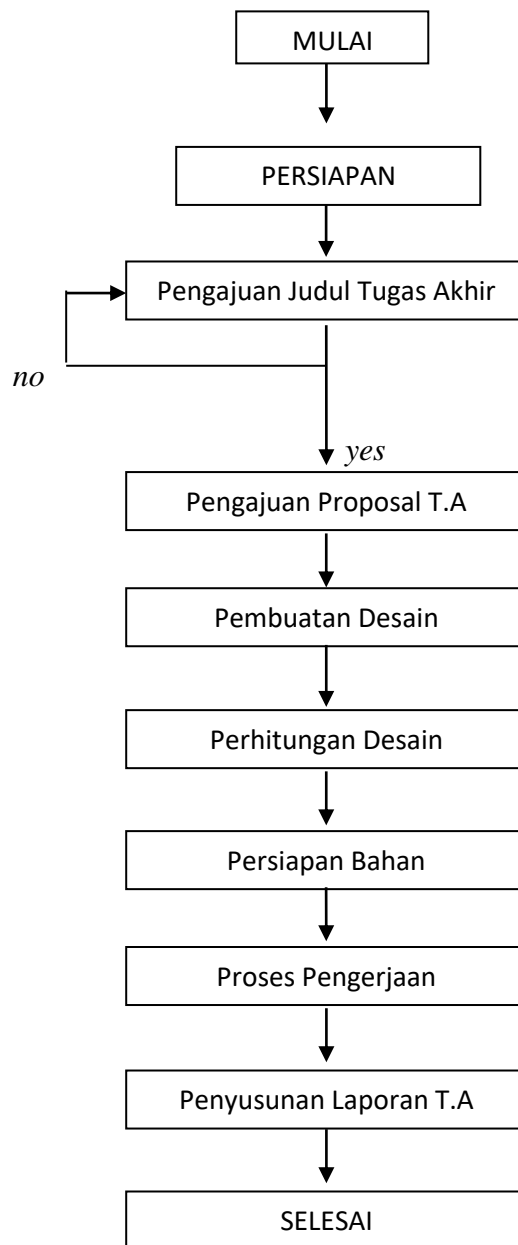 MULAI
PERSIAPAN
Pengajuan Judul Tugas Akhir
no
yes
Pengajuan Proposal T.A
Pembuatan Desain
Perhitungan Desain
Persiapan Bahan
Proses Pengerjaan
Penyusunan Laporan T.A
SELESAI